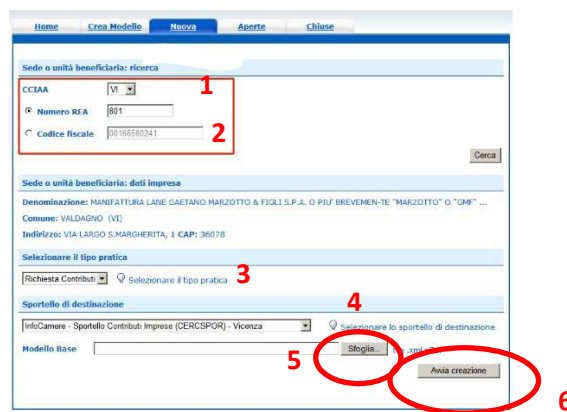 Home Crea Modello Nuova Aperte Chiuse
Sede o unità beneficiaria: ricerca
CCIAA VI 1
Numero REA 801
Codice fiscale 00166580241 2
Cerca
Sede o unità beneficiaria: dati impresa
Denominazione: MANIFATTURA LANE GAETANO MARZOTTO & FIGLI S.P.A. O PIU' BREVEMEN-TE "MARZOTTO" O "GMF" ...
Comune: VALDAGNO (VI)
Indirizzo: VIA LARGO S.MARGHERITA, 1 CAP: 36078
Selezionare il tipo pratica
Richiesta Contributi Selezionare il tipo pratica 3
Sportello di destinazione 4
InfoCamere - Sportello Contributi Imprese (CERCSPOR) - Vicenza Selezionare lo sportello di destinazione
Modello Base Sfoglia... .xml
5
Avvia creazione
6